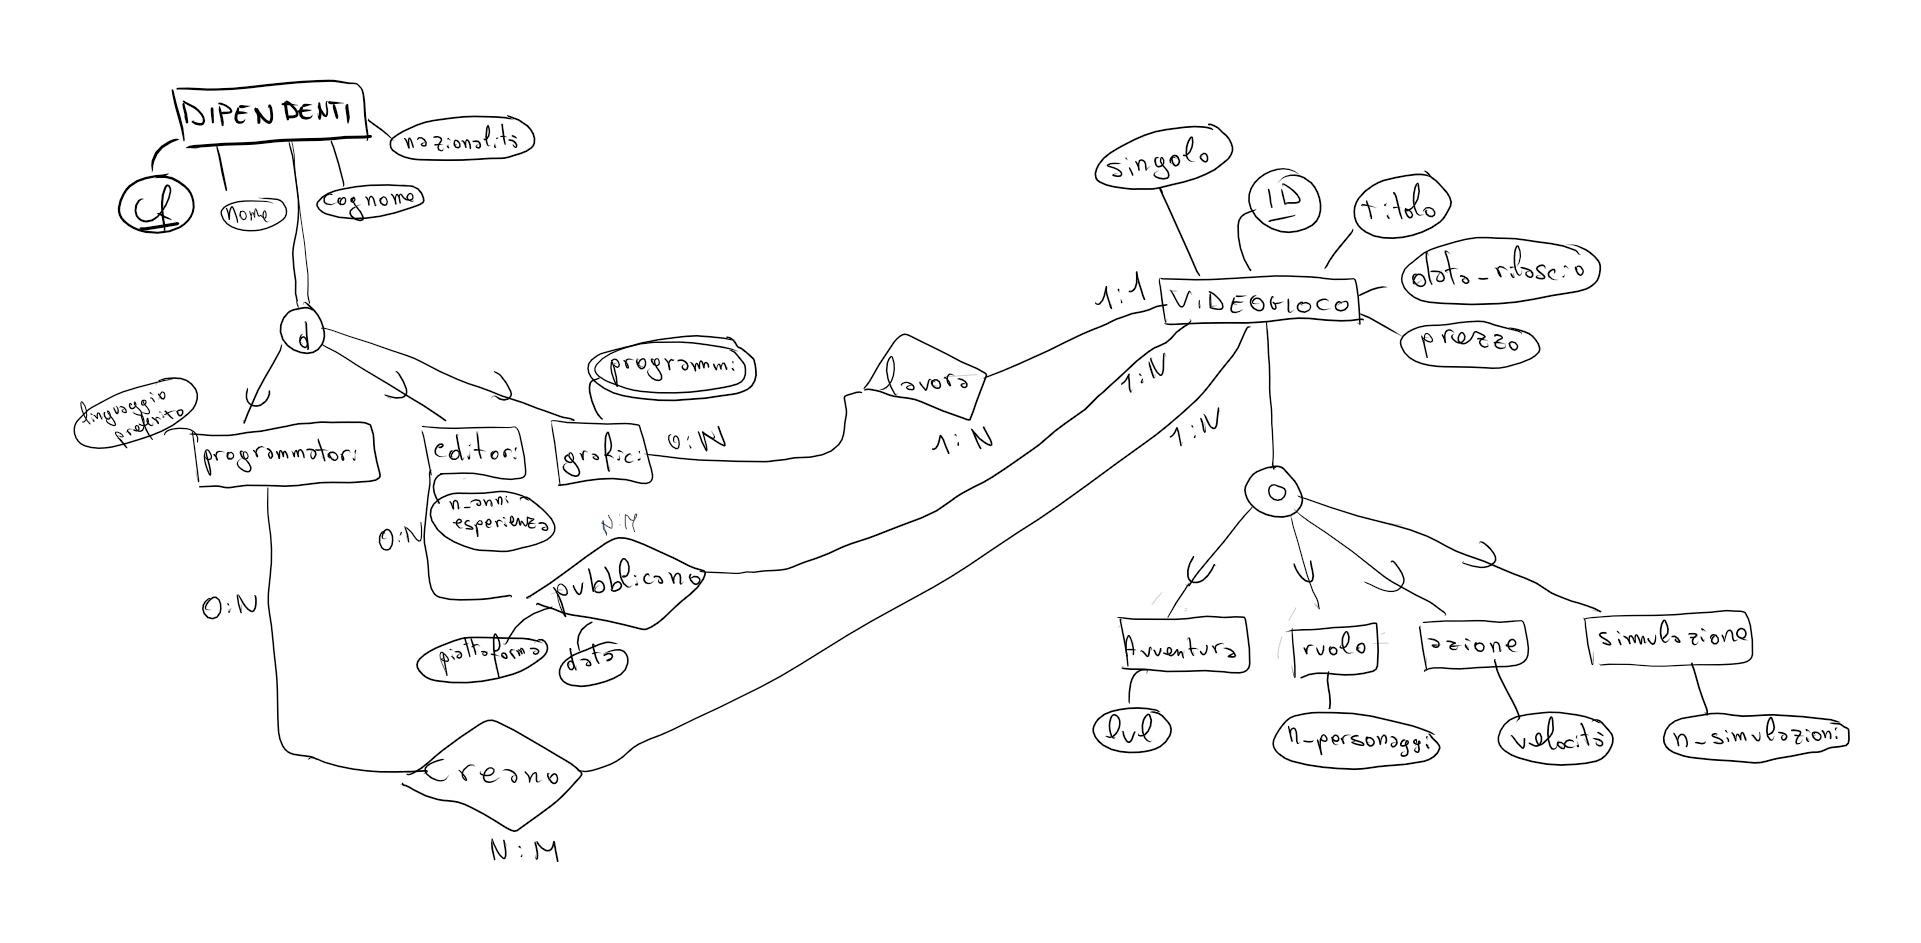 DIPENDENTI
nazionalità
cf
nome
cognome
d
linguaggio
preferito
programmatori
editori
grafici
programmi
0:N
n_anni_
esperienza
0:N
N:M
pubblicano
piattaforma
data
0:N
Creano
N:M
lavora
1:N
1:1
1:N
1:N
singolo
ID
titolo
data_rilascio
VIDEOGIOCO
prezzo
o
Avventura
ruolo
azione
simulazione
lvl
n_personaggi
velocità
n_simulazioni